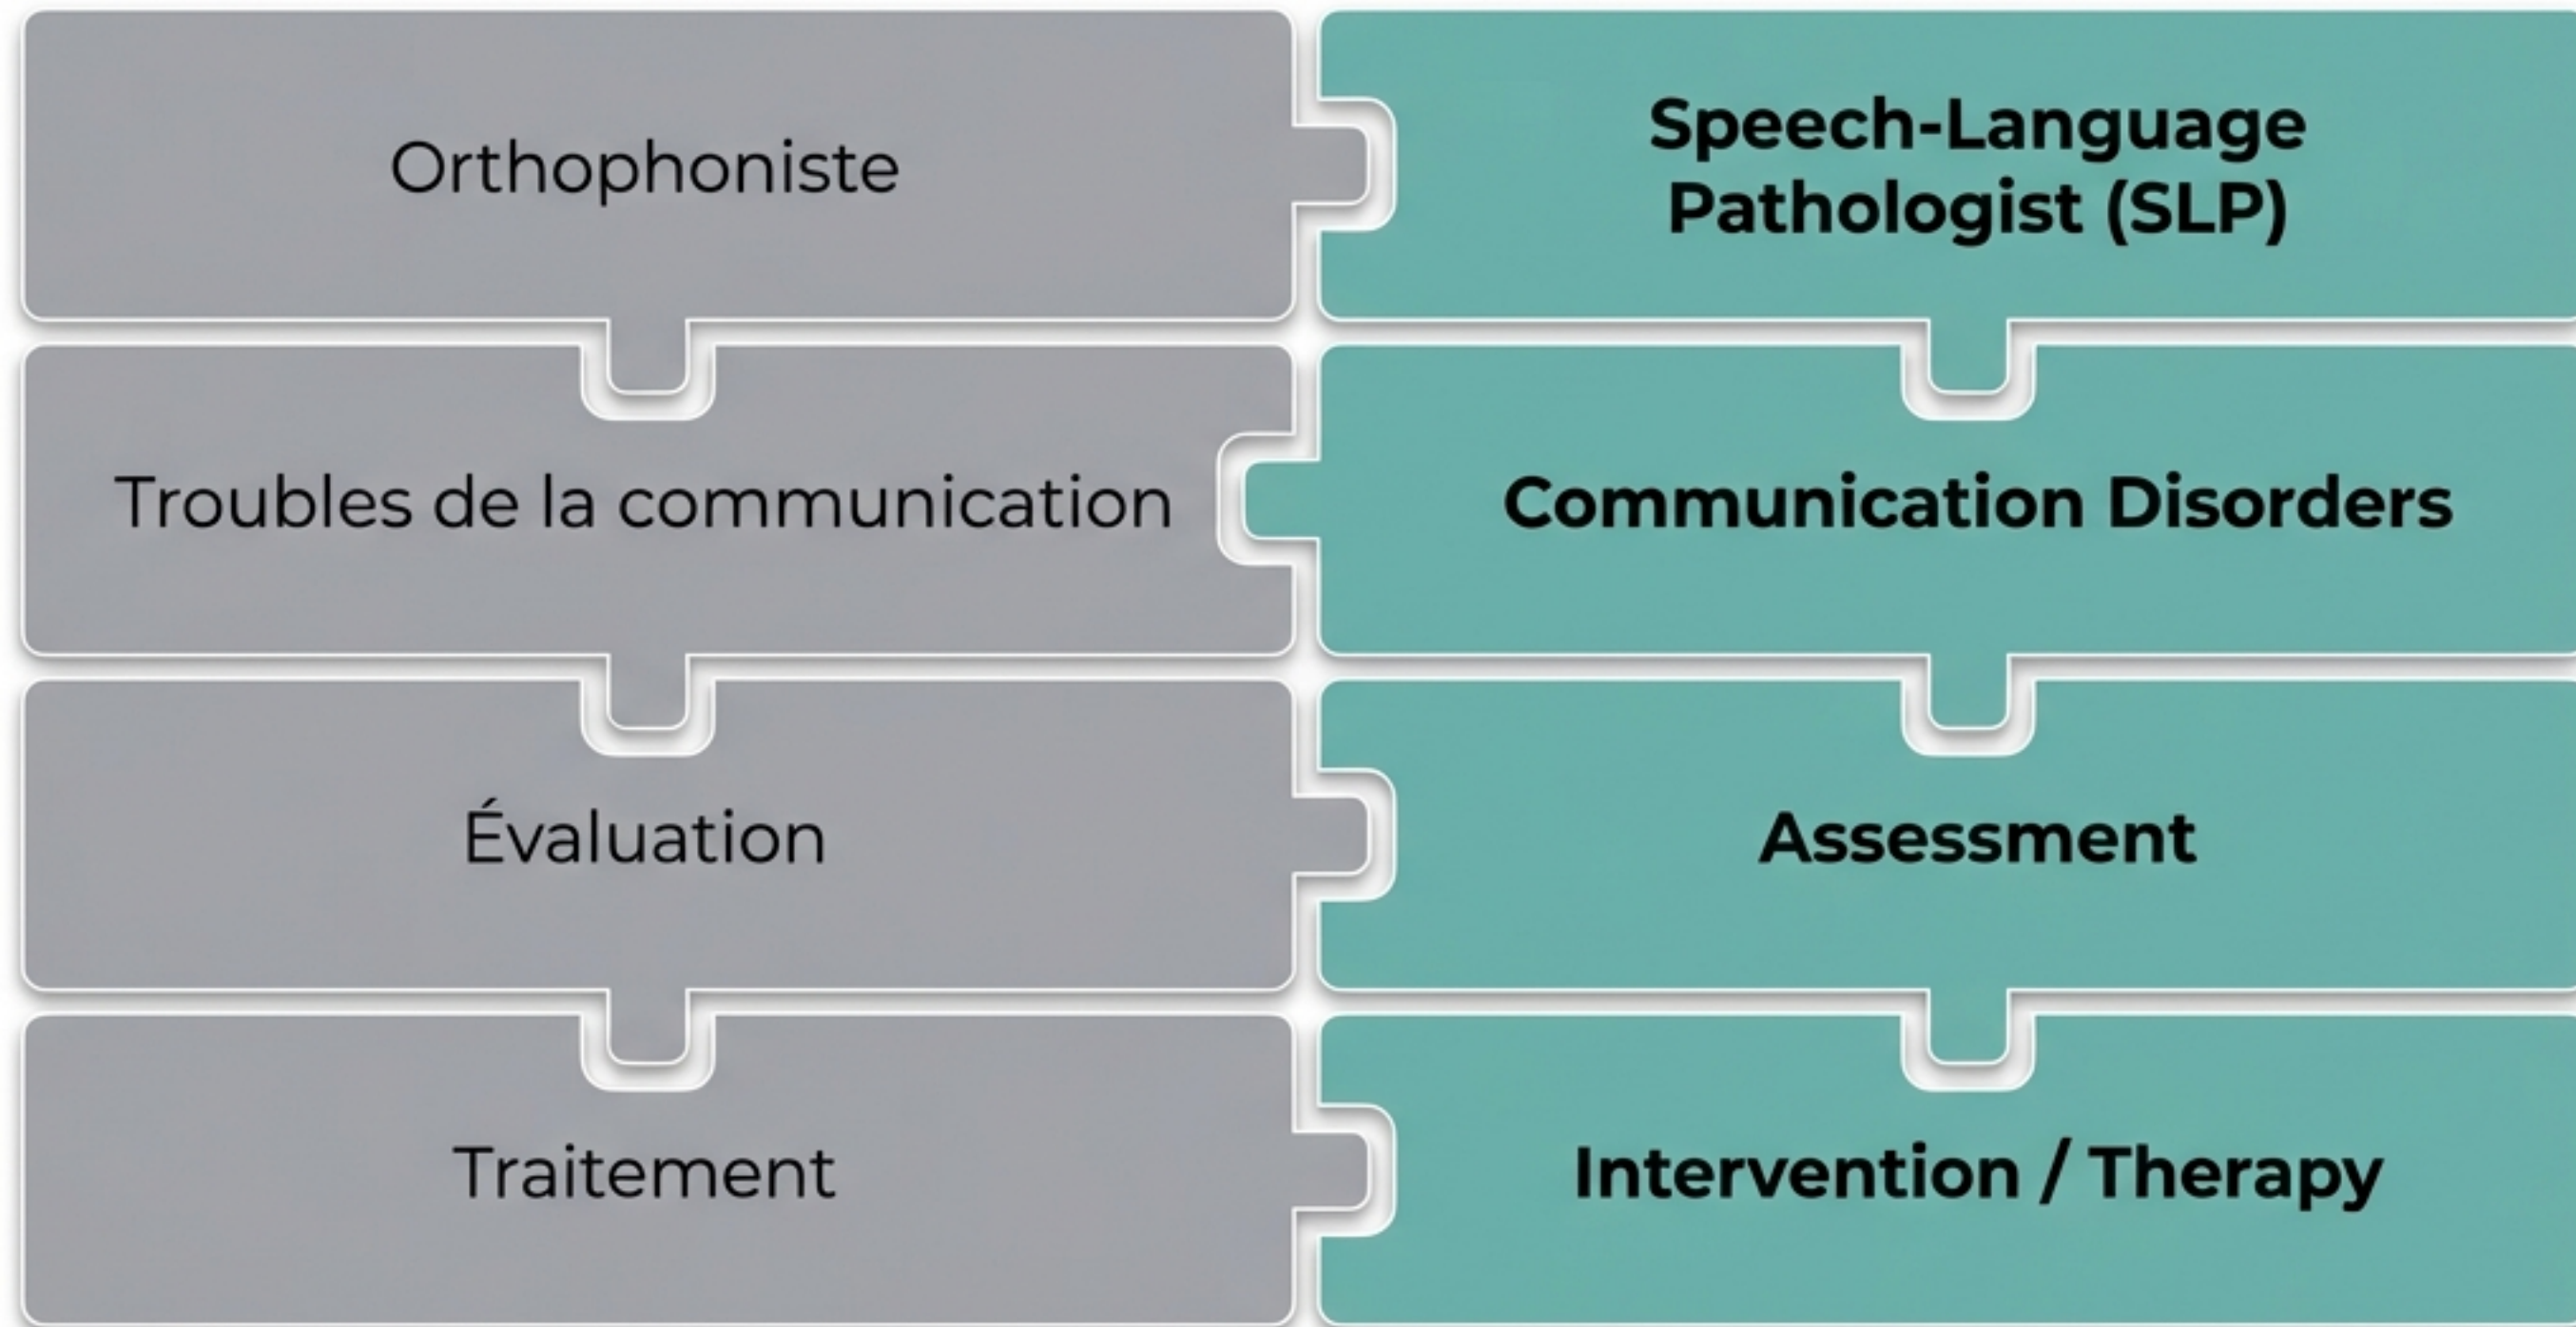 Orthophoniste
Speech-Language
Pathologist (SLP)
Troubles de la communication
Communication Disorders
Évaluation
Assessment
Traitement
Intervention / Therapy